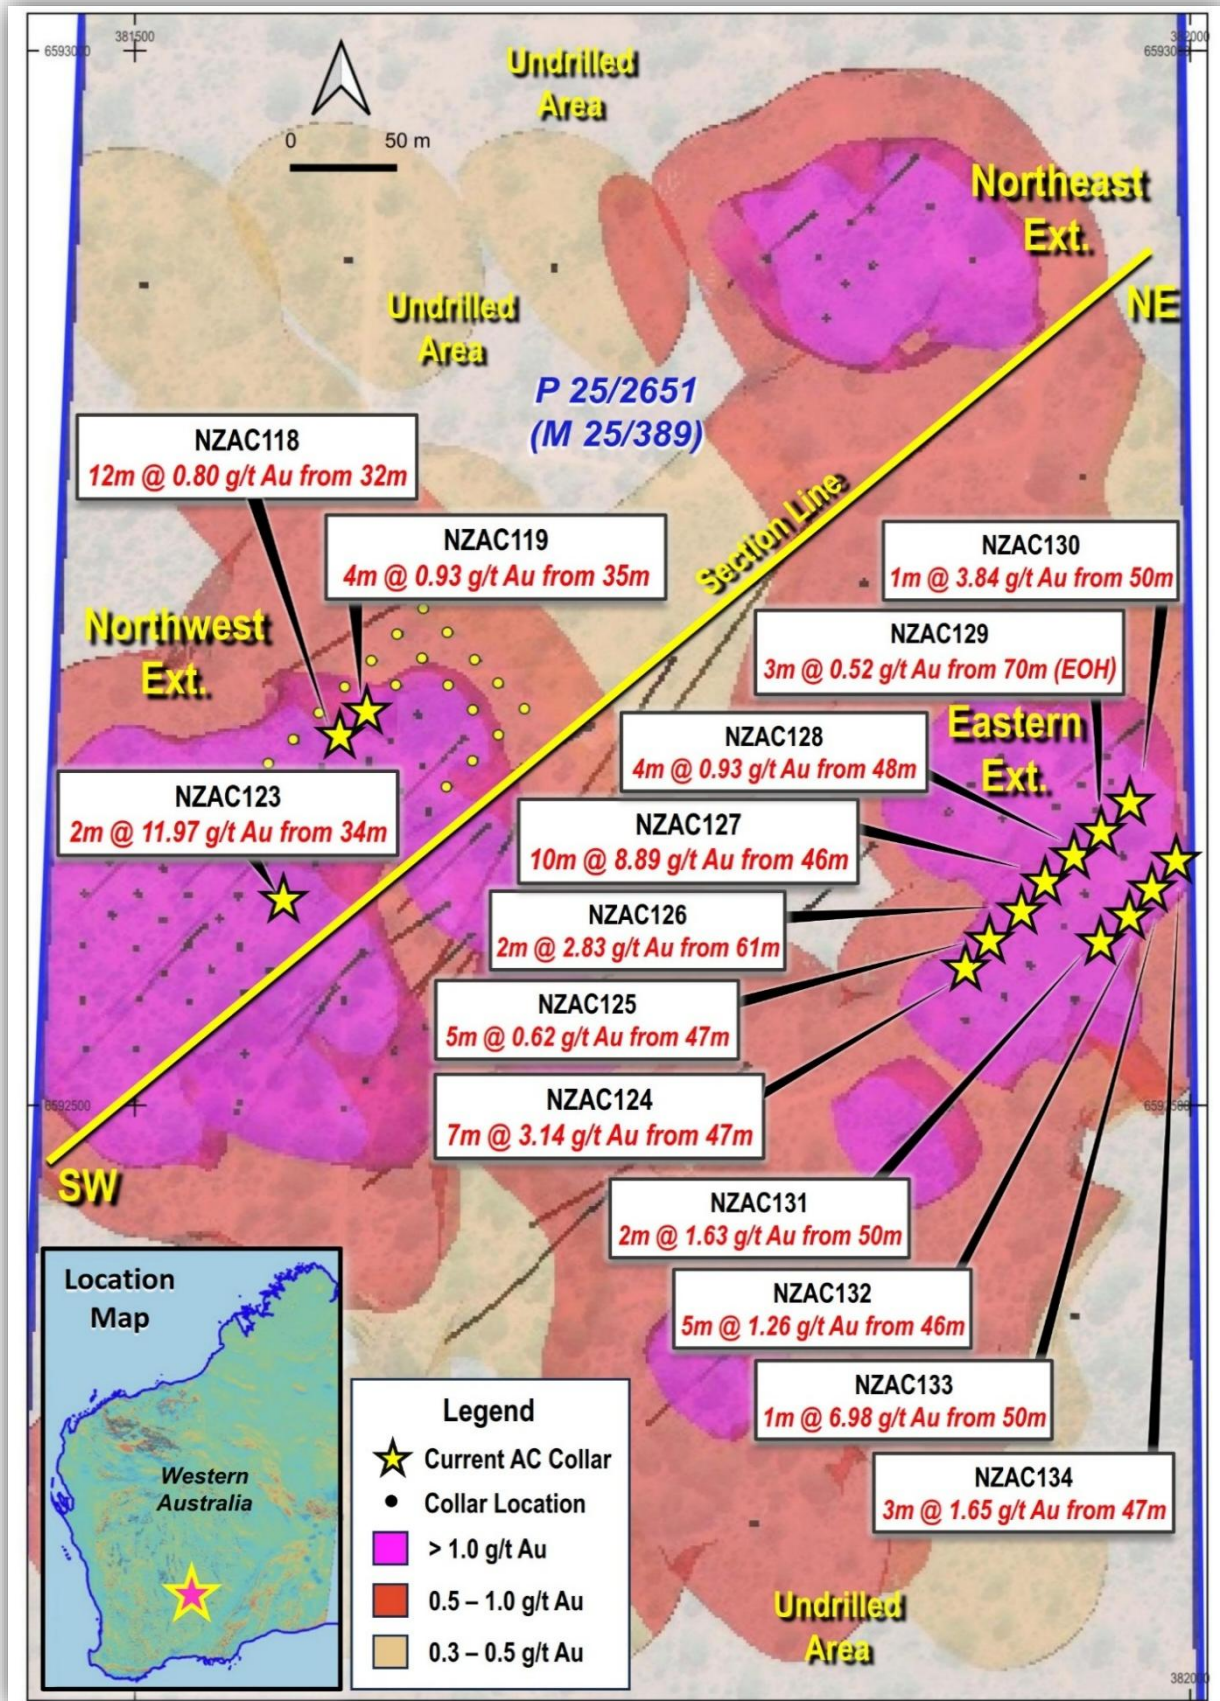 381500
382000
6593000
6593000
Undrilled
Area
0 50 m
Northeast
Ext.
NE
Undrilled
Area
P 25/2651
(M 25/389)
NZAC118
12m @ 0.80 g/t Au from 32m
NZAC119
4m @ 0.93 g/t Au from 35m
Section Line
NZAC130
1m @ 3.84 g/t Au from 50m
Northwest
Ext.
NZAC129
3m @ 0.52 g/t Au from 70m (EOH)
Eastern
Ext.
NZAC128
4m @ 0.93 g/t Au from 48m
NZAC123
2m @ 11.97 g/t Au from 34m
NZAC127
10m @ 8.89 g/t Au from 46m
NZAC126
2m @ 2.83 g/t Au from 61m
NZAC125
5m @ 0.62 g/t Au from 47m
NZAC124
7m @ 3.14 g/t Au from 47m
6592500
6592500
SW
NZAC131
2m @ 1.63 g/t Au from 50m
NZAC132
5m @ 1.26 g/t Au from 46m
NZAC133
1m @ 6.98 g/t Au from 50m
NZAC134
3m @ 1.65 g/t Au from 47m
Location
Map
Western
Australia
Legend
Current AC Collar
Collar Location
> 1.0 g/t Au
0.5 – 1.0 g/t Au
0.3 – 0.5 g/t Au
Undrilled
Area
382000